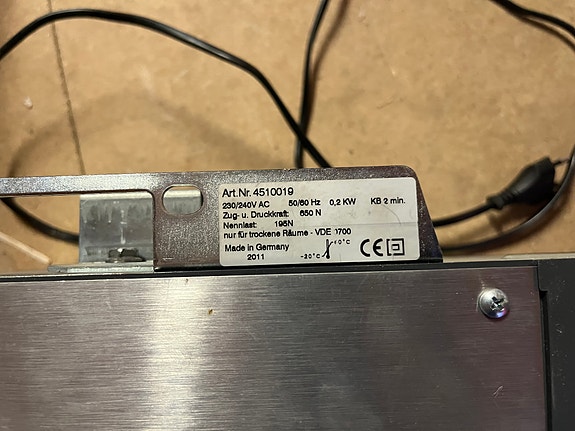 Art.Nr. 4510019
230/240V AC 50/60 Hz 0,2 KW KB 2 min.
Zug- u. Druckkraft: 650 N
Nennlast: 195N
nur für trockene Räume - VDE 0700
Made in Germany
2011 -20°C +40°C CE